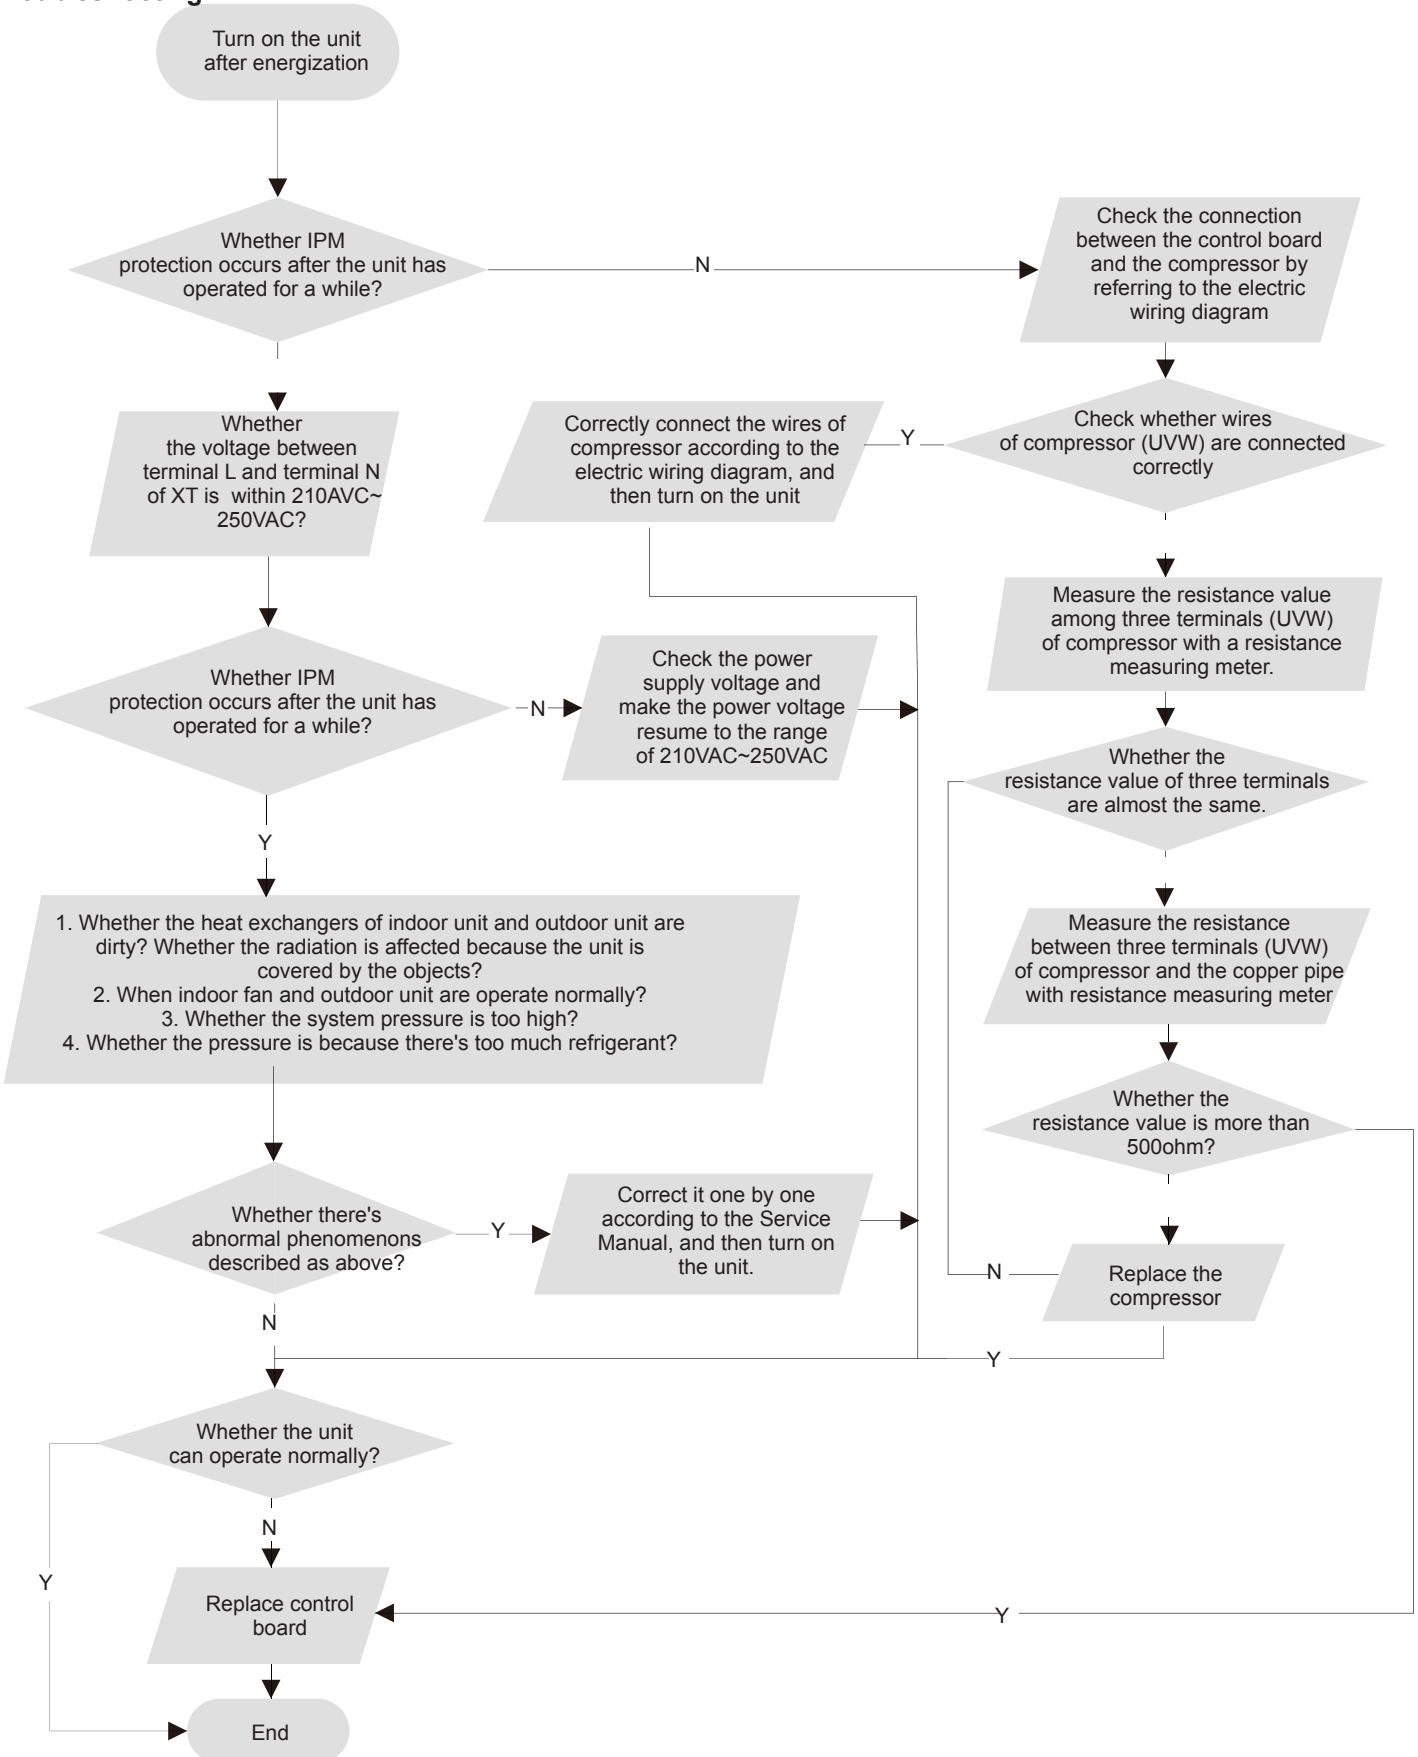 Turn on the unit
after energization
Whether IPM
protection occurs after the unit has
operated for a while?
N
Check the connection
between the control board
and the compressor by
referring to the electric
wiring diagram
Whether
the voltage between
terminal L and terminal N
of XT is within 210AVC~
250VAC?
Correctly connect the wires of
compressor according to the
electric wiring diagram, and
then turn on the unit
Y
Check whether wires
of compressor (UVW) are connected
correctly
Measure the resistance value
among three terminals (UVW)
of compressor with a resistance
measuring meter.
Whether IPM
protection occurs after the unit has
operated for a while?
N
Check the power
supply voltage and
make the power voltage
resume to the range
of 210VAC~250VAC
Whether the
resistance value of three terminals
are almost the same.
Y
1. Whether the heat exchangers of indoor unit and outdoor unit are
dirty? Whether the radiation is affected because the unit is
covered by the objects?
2. When indoor fan and outdoor unit are operate normally?
3. Whether the system pressure is too high?
4. Whether the pressure is because there's too much refrigerant?
Measure the resistance
between three terminals (UVW)
of compressor and the copper pipe
with resistance measuring meter
Whether the
resistance value is more than
500ohm?
Whether there's
abnormal phenomenons
described as above?
Y
Correct it one by one
according to the Service
Manual, and then turn on
the unit.
N
Replace the
compressor
N
Y
Whether the unit
can operate normally?
N
Y
Replace control
board
Y
End